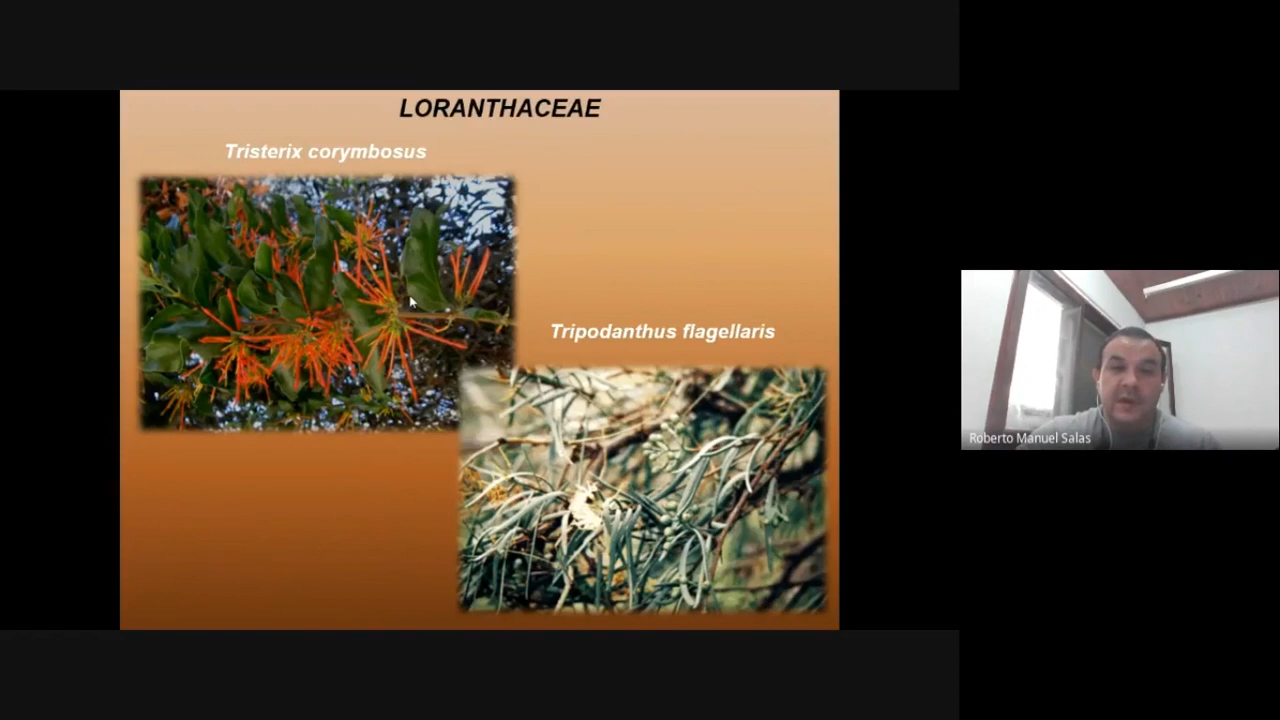 LORANTHACEAE
Tristerix corymbosus
Tripodanthus flagellaris
Roberto Manuel Salas